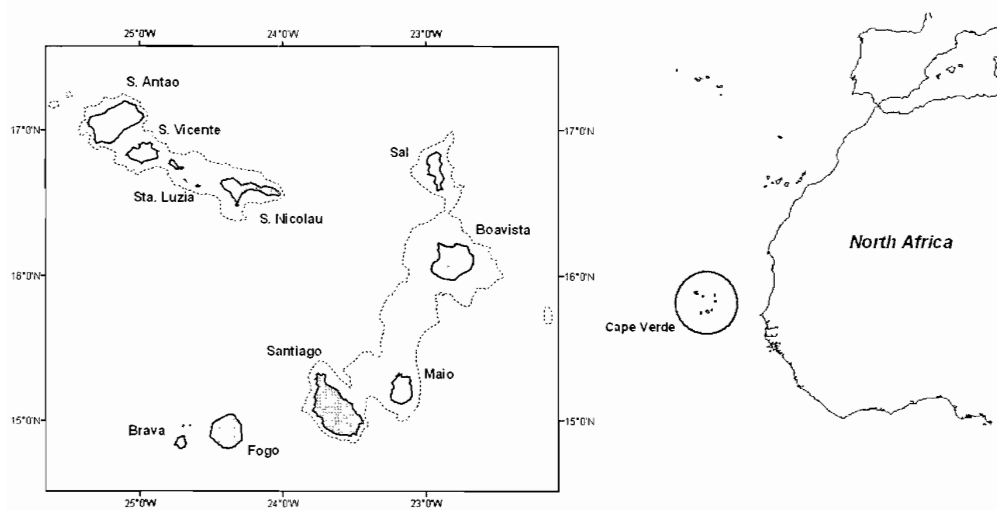 25°0'W 24°0'W 23°0'W
S. Antao
17°0'N
S. Vicente
Sal
17°0'N
Sta. Luzia
S. Nicolau
Boavista
North Africa
16°0'N
16°0'N
Cape Verde
Santiago
Maio
15°0'N
15°0'N
Brava
Fogo
25°0'W 24°0'W 23°0'W